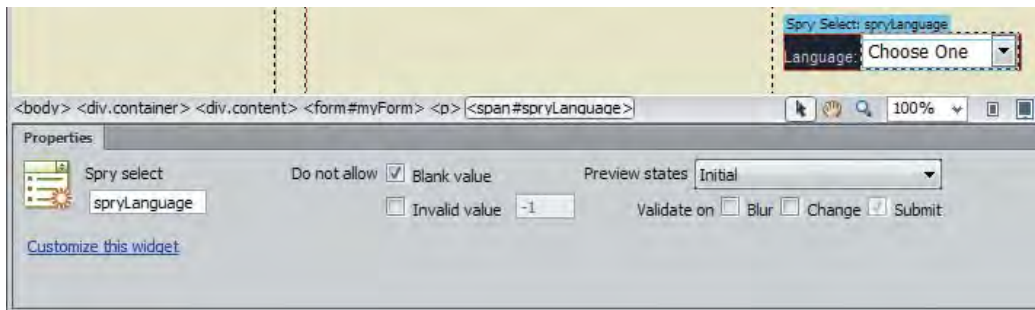 Spry Select: spryLanguage
Language: Choose One
<body> <div.container> <div.content> <form#myForm> <p> <span#spryLanguage> 100%
Properties
Spry select Do not allow Blank value Preview states Initial
spryLanguage Invalid value -1 Validate on Blur Change Submit
Customize this widget